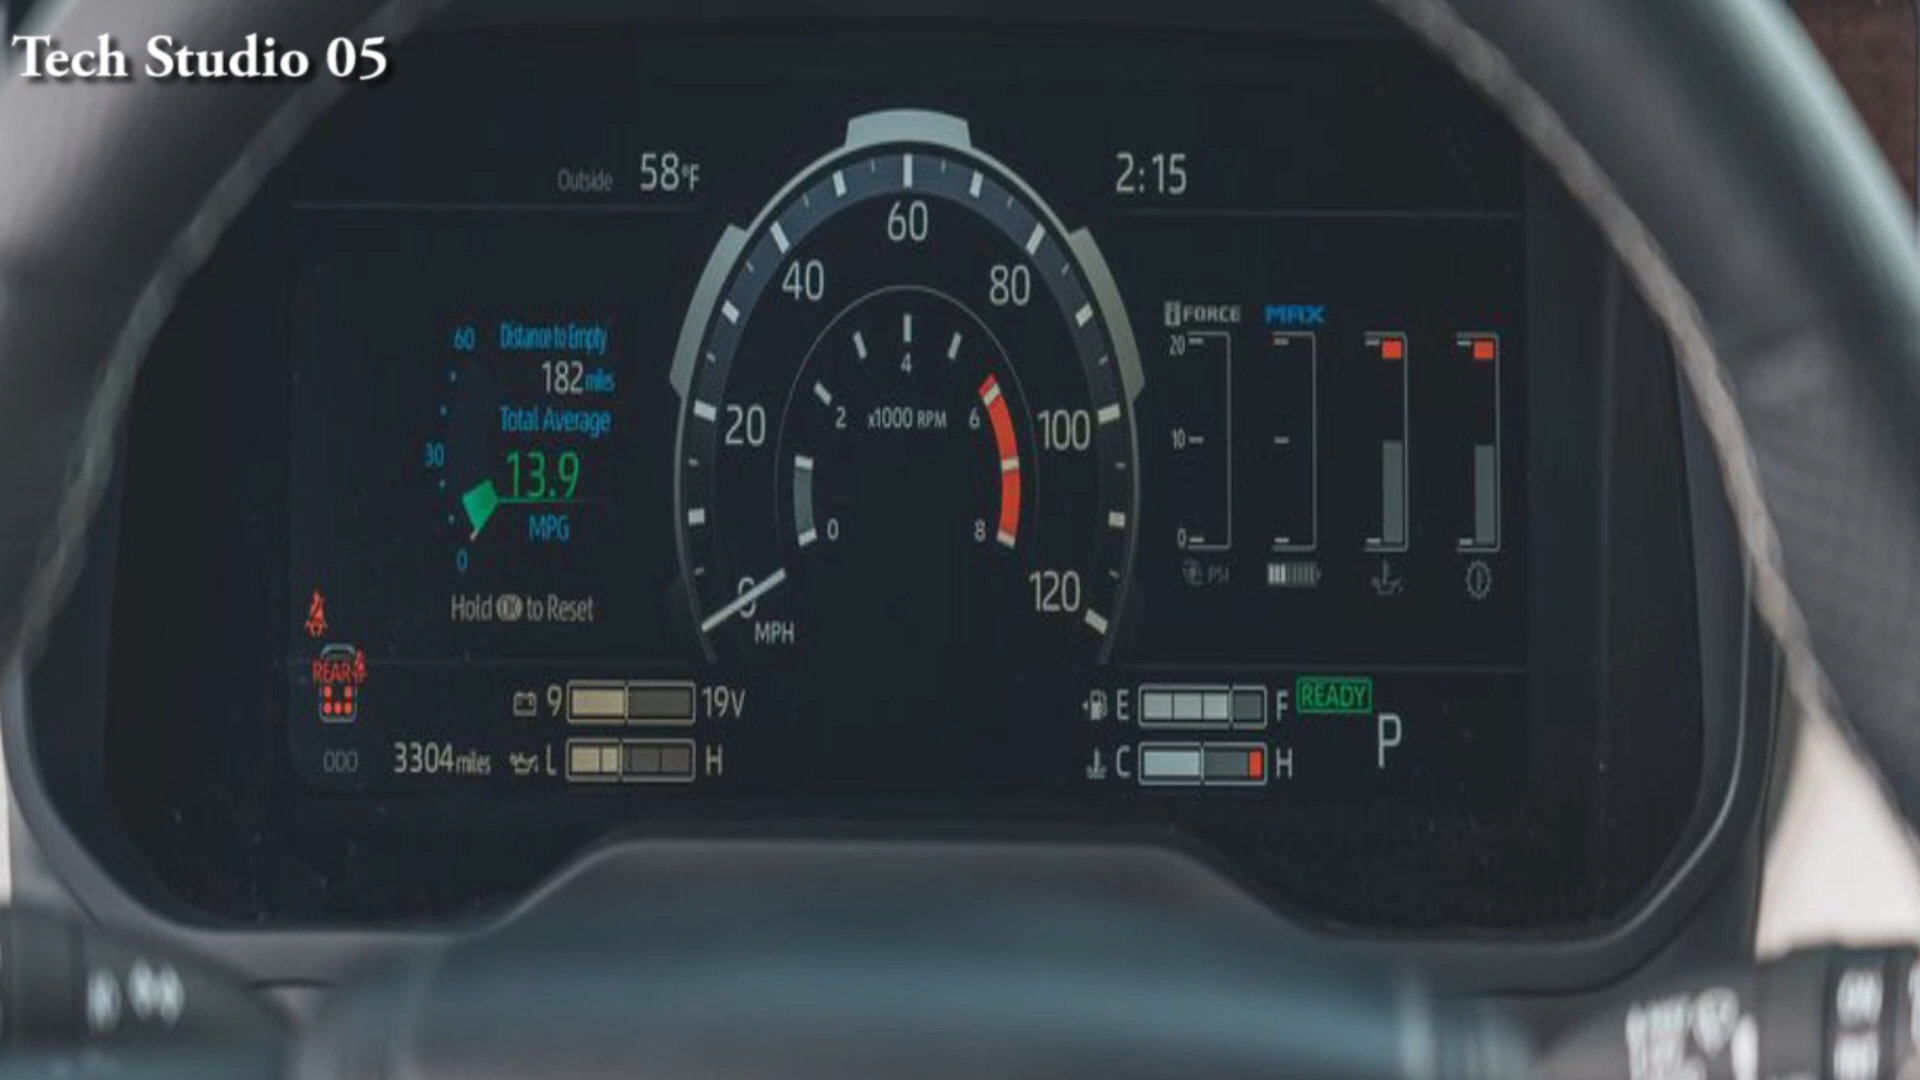 Tech Studio 05
Outside 58°F
2:15
60 Distance to Empty
182 miles
Total Average
30
13.9
MPG
0
Hold OK to Reset
0
20
40
60
80
100
120
MPH
0
2
4
6
8
x1000 RPM
i FORCE MAX
20
10
0
PSI
REAR
9 19V
L H
ODO 3304 miles
E F READY
C H
P